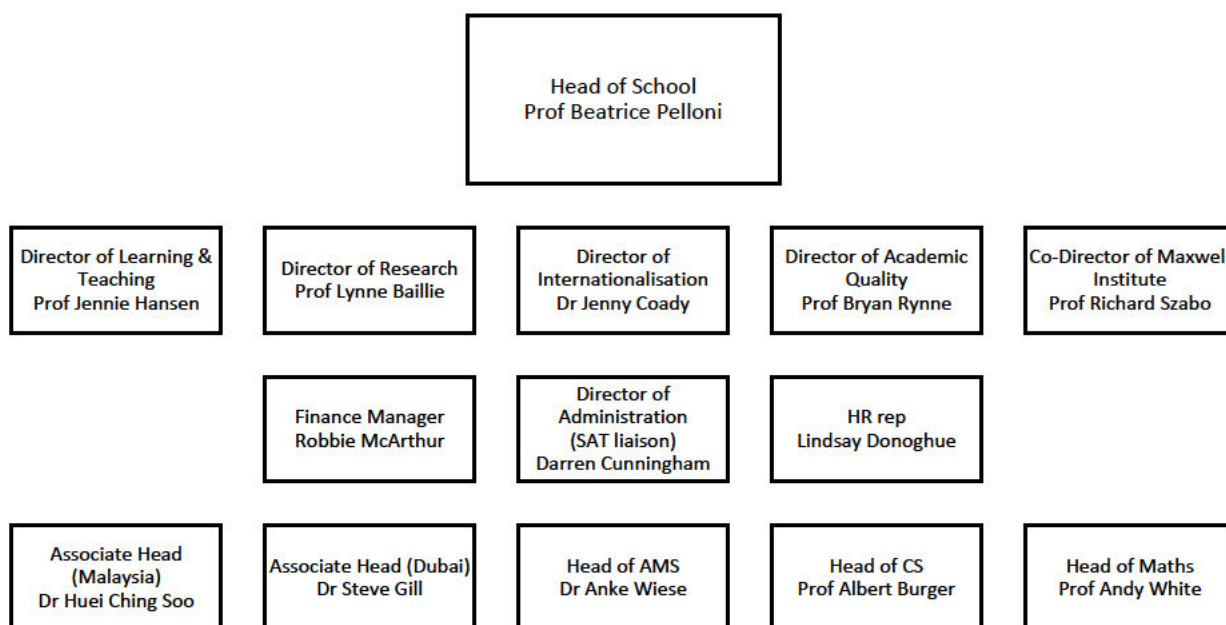 Head of School
Prof Beatrice Pelloni
Director of Learning &
Teaching
Prof Jennie Hansen
Director of Research
Prof Lynne Baillie
Director of
Internationalisation
Dr Jenny Coady
Director of Academic
Quality
Prof Bryan Rynne
Co-Director of Maxwel
Institute
Prof Richard Szabo
Finance Manager
Robbie McArthur
Director of
Administration
(SAT liaison)
Darren Cunningham
HR rep
Lindsay Donoghue
Associate Head
(Malaysia)
Dr Huei Ching Soo
Associate Head (Dubai)
Dr Steve Gill
Head of AMS
Dr Anke Wiese
Head of CS
Prof Albert Burger
Head of Maths
Prof Andy White